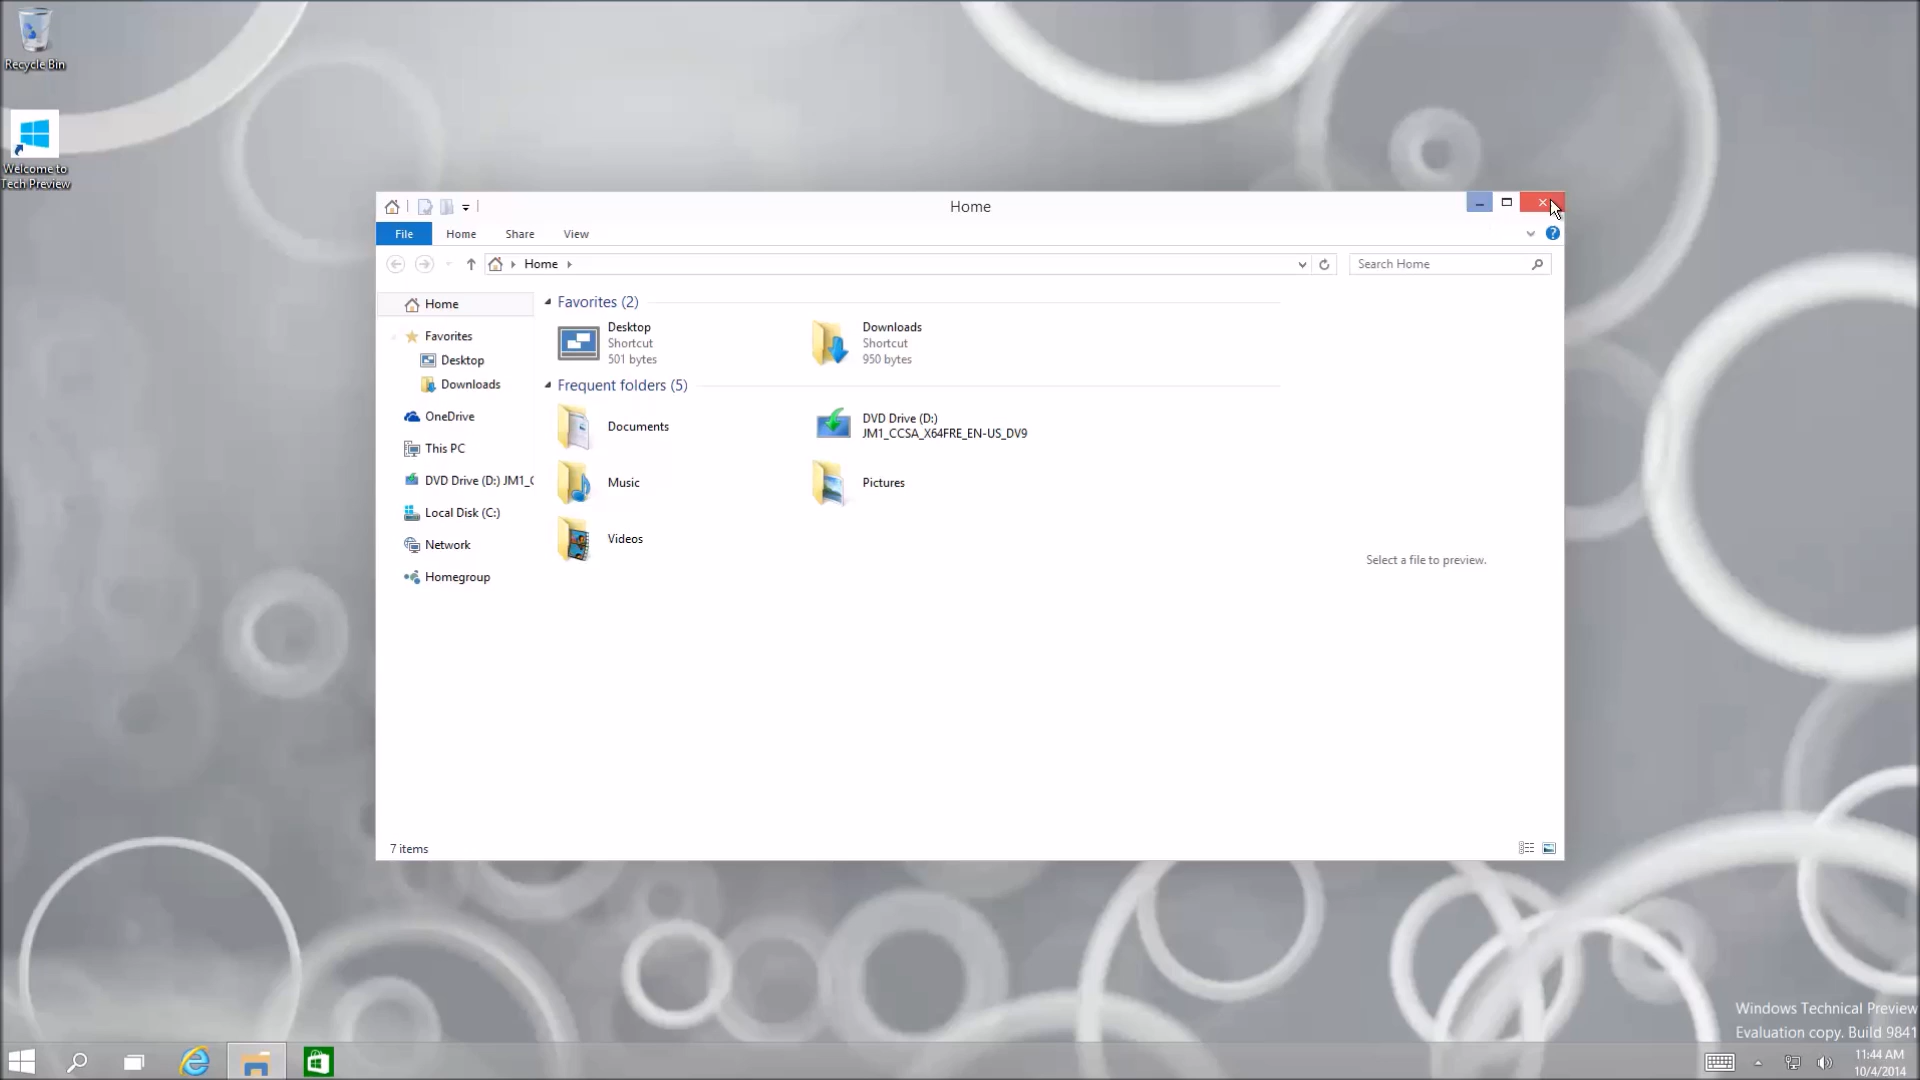 Recycle Bin
Welcome to
Tech Preview
Home
File
Home
Share
View
Home
Search Home
Home
Favorites
Desktop
Downloads
OneDrive
This PC
DVD Drive (D:) JM1_C
Local Disk (C:)
Network
Homegroup
Favorites (2)
Desktop
Shortcut
501 bytes
Downloads
Shortcut
950 bytes
Frequent folders (5)
Documents
DVD Drive (D:)
JM1_CCSA_X64FRE_EN-US_DV9
Music
Pictures
Videos
Select a file to preview.
7 items
Windows Technical Preview
Evaluation copy. Build 9841
11:44 AM
10/4/2014